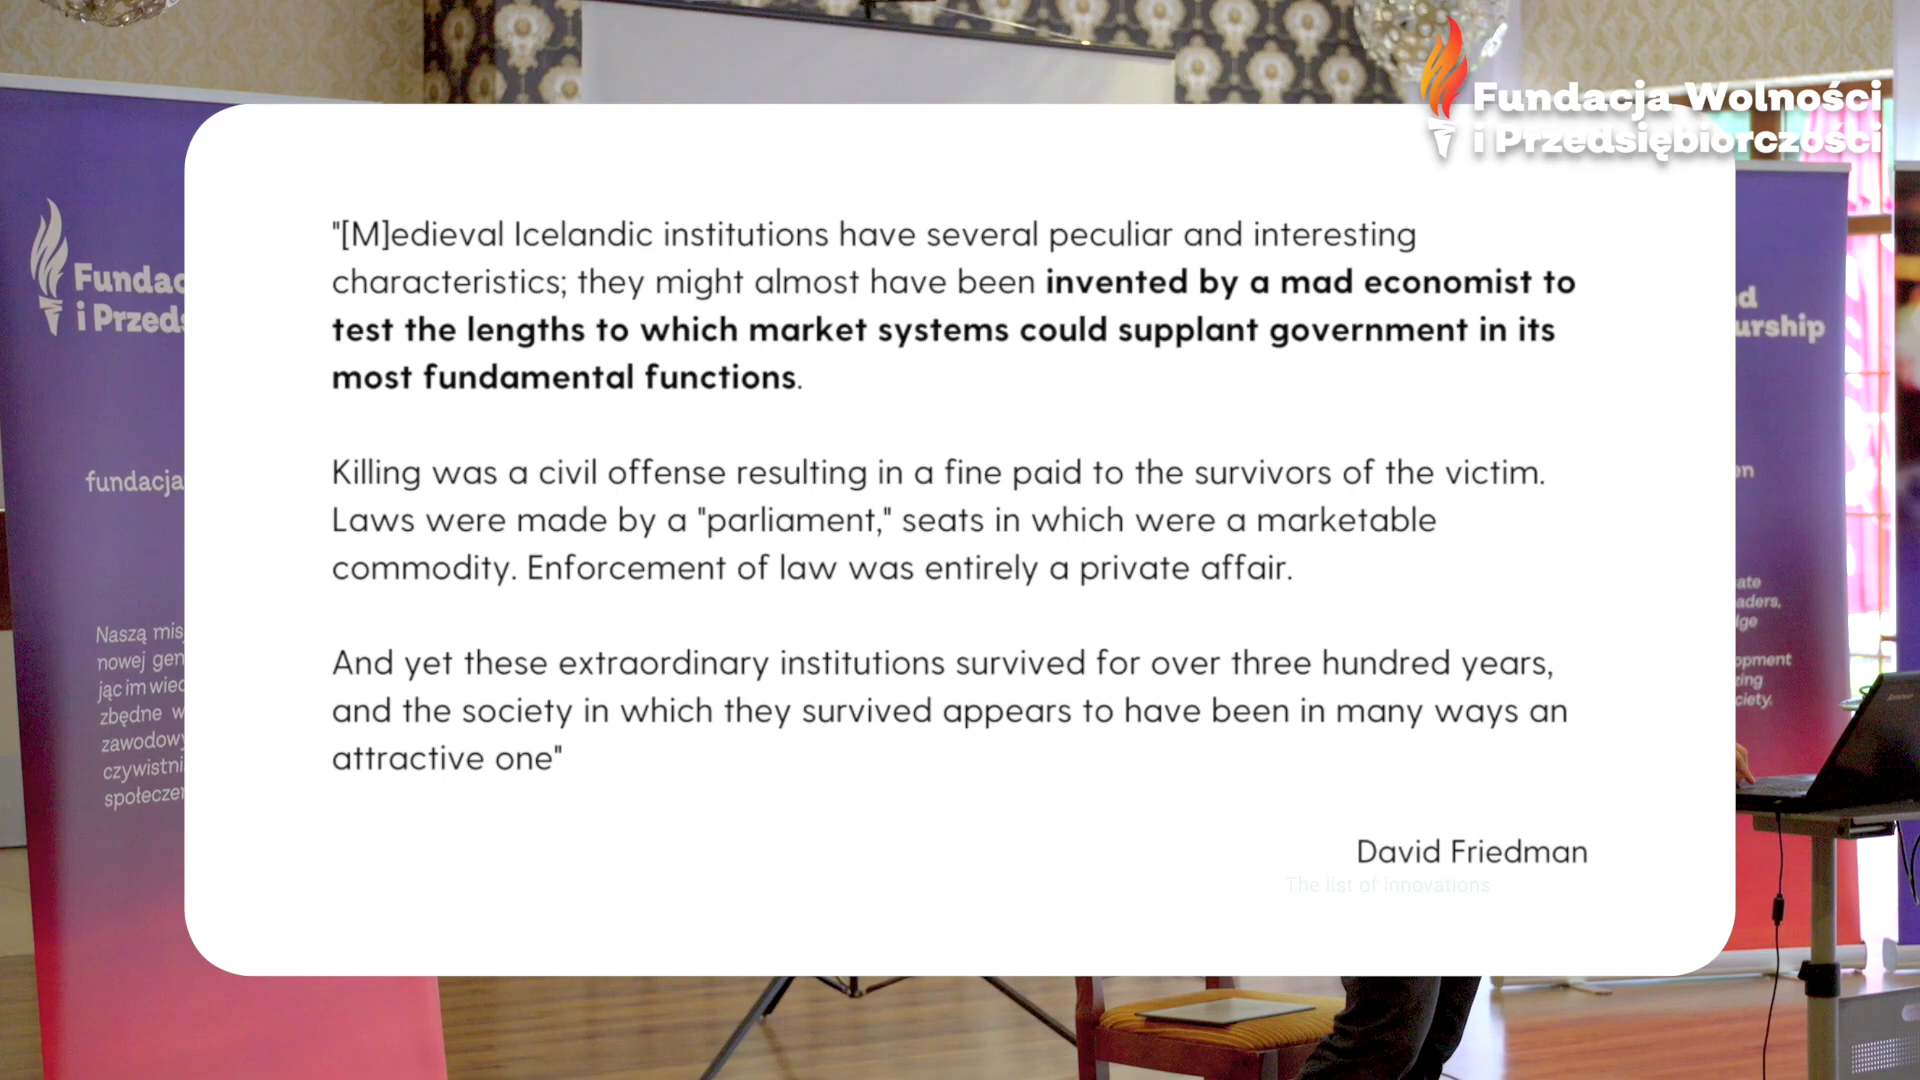 Fundacja Wolności
i Przedsiębiorczości
"[M]edieval Icelandic institutions have several peculiar and interesting
characteristics; they might almost have been invented by a mad economist to
test the lengths to which market systems could supplant government in its
most fundamental functions.
Killing was a civil offense resulting in a fine paid to the survivors of the victim.
Laws were made by a "parliament," seats in which were a marketable
commodity. Enforcement of law was entirely a private affair.
And yet these extraordinary institutions survived for over three hundred years,
and the society in which they survived appears to have been in many ways an
attractive one"
David Friedman
The list of innovations
Fundac
i Przeds
fundacja
Naszą mis
nowej gen
jąc im wied
zbędne w
zawodowy
czywistni
społeczer
d
urship
en
ate
aders,
dge
opment
zing
ciety.